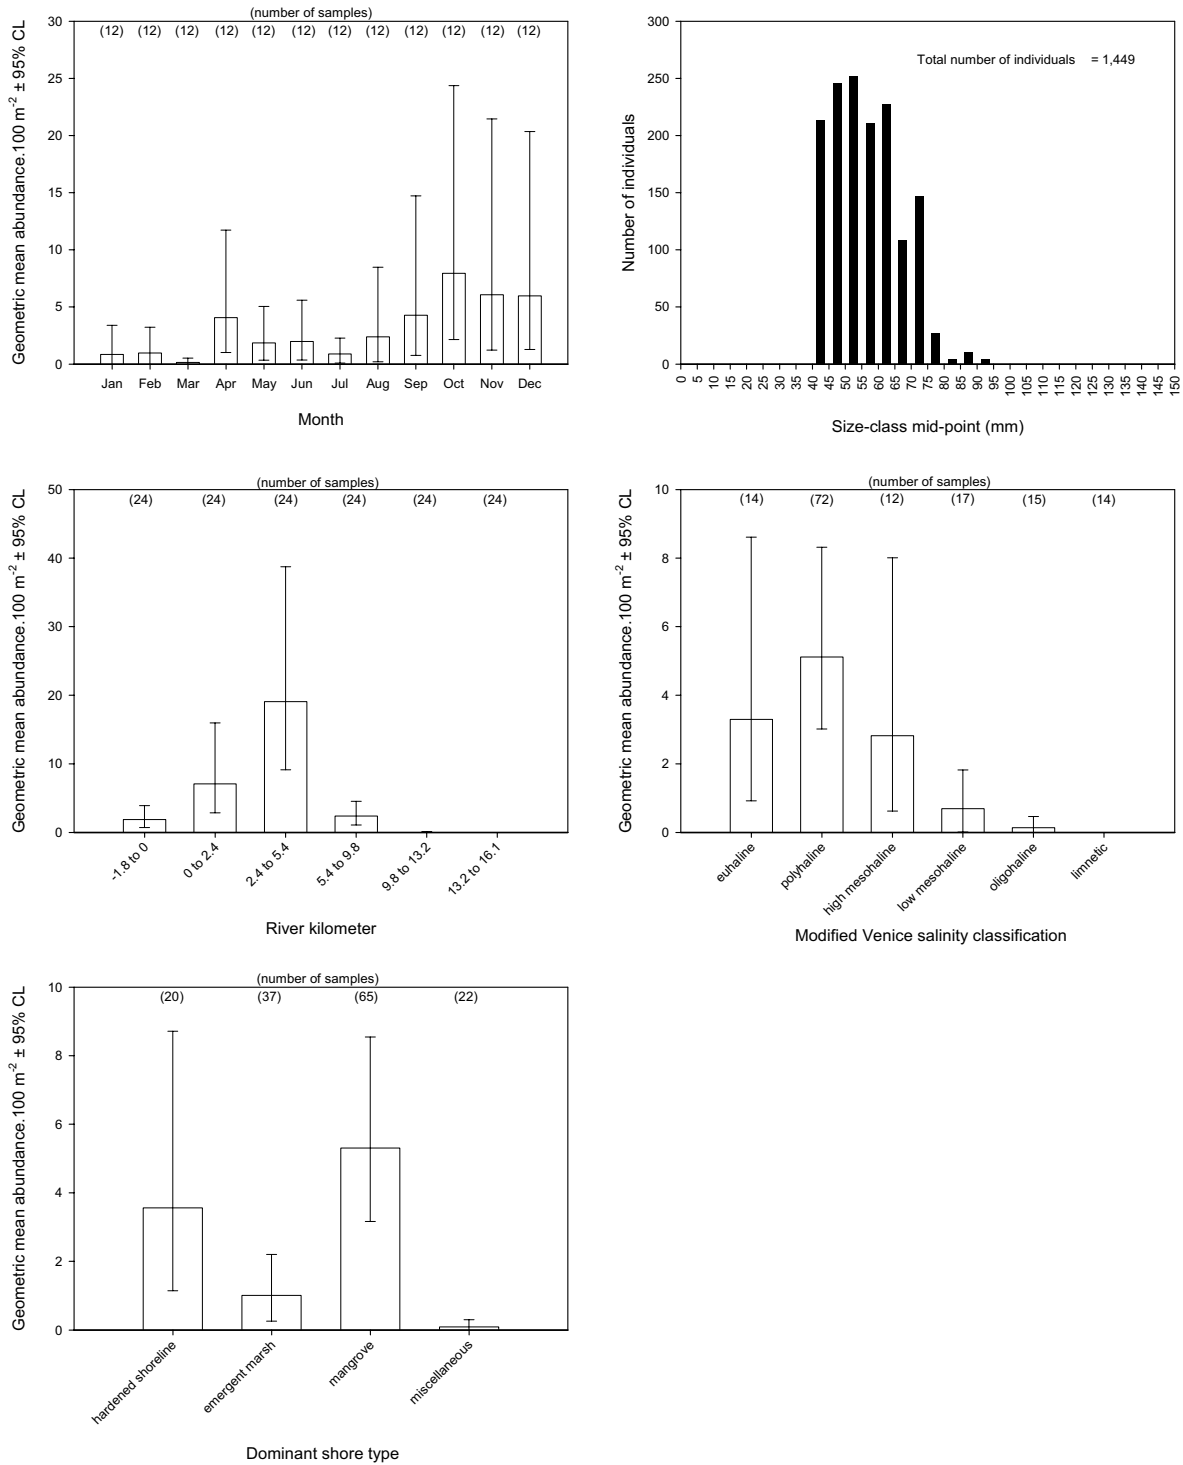 (number of samples)
(12) (12) (12) (12) (12) (12) (12) (12) (12) (12) (12) (12)
Geometric mean abundance.100 m-2 ± 95% CL
30
25
20
15
10
5
0
Jan Feb Mar Apr May Jun Jul Aug Sep Oct Nov Dec
Month
Total number of individuals = 1,449
Number of individuals
300
250
200
150
100
50
0
0 5 10 15 20 25 30 35 40 45 50 55 60 65 70 75 80 85 90 95 100 105 110 115 120 125 130 135 140 145 150
Size-class mid-point (mm)
(number of samples)
(24) (24) (24) (24) (24) (24)
Geometric mean abundance.100 m-2 ± 95% CL
50
40
30
20
10
0
-1.8 to 0 0 to 2.4 2.4 to 5.4 5.4 to 9.8 9.8 to 13.2 13.2 to 16.1
River kilometer
(number of samples)
(14) (72) (12) (17) (15) (14)
Geometric mean abundance.100 m-2 ± 95% CL
10
8
6
4
2
0
euhaline polyhaline high mesohaline low mesohaline oligohaline limnetic
Modified Venice salinity classification
(number of samples)
(20) (37) (65) (22)
Geometric mean abundance.100 m-2 ± 95% CL
10
8
6
4
2
0
hardened shoreline emergent marsh mangrove miscellaneous
Dominant shore type